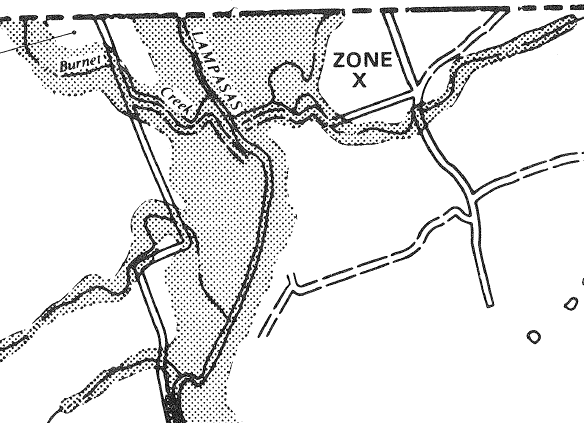 Burnet
Creek
LAMPASAS
ZONE
X